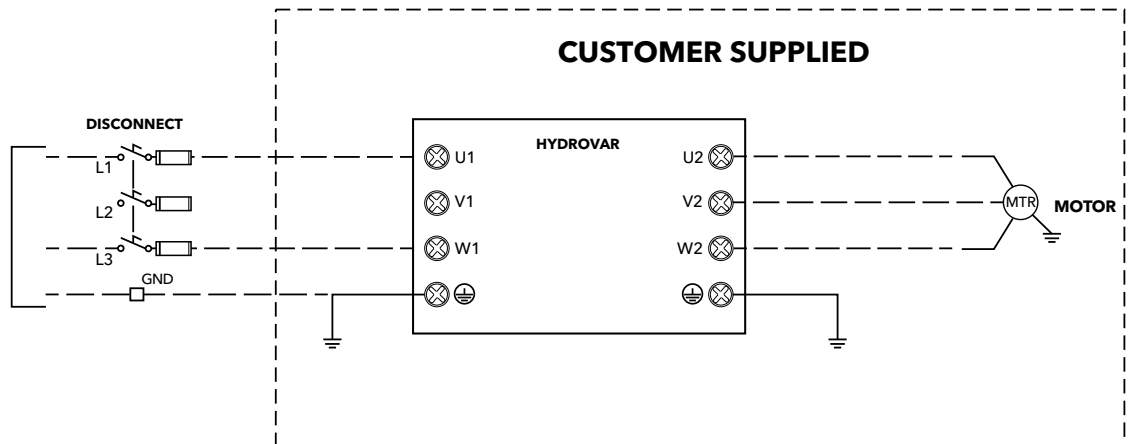 CUSTOMER SUPPLIED
DISCONNECT
HYDROVAR
L1
U1
U2
L2
V1
V2
MTR
MOTOR
L3
W1
W2
GND